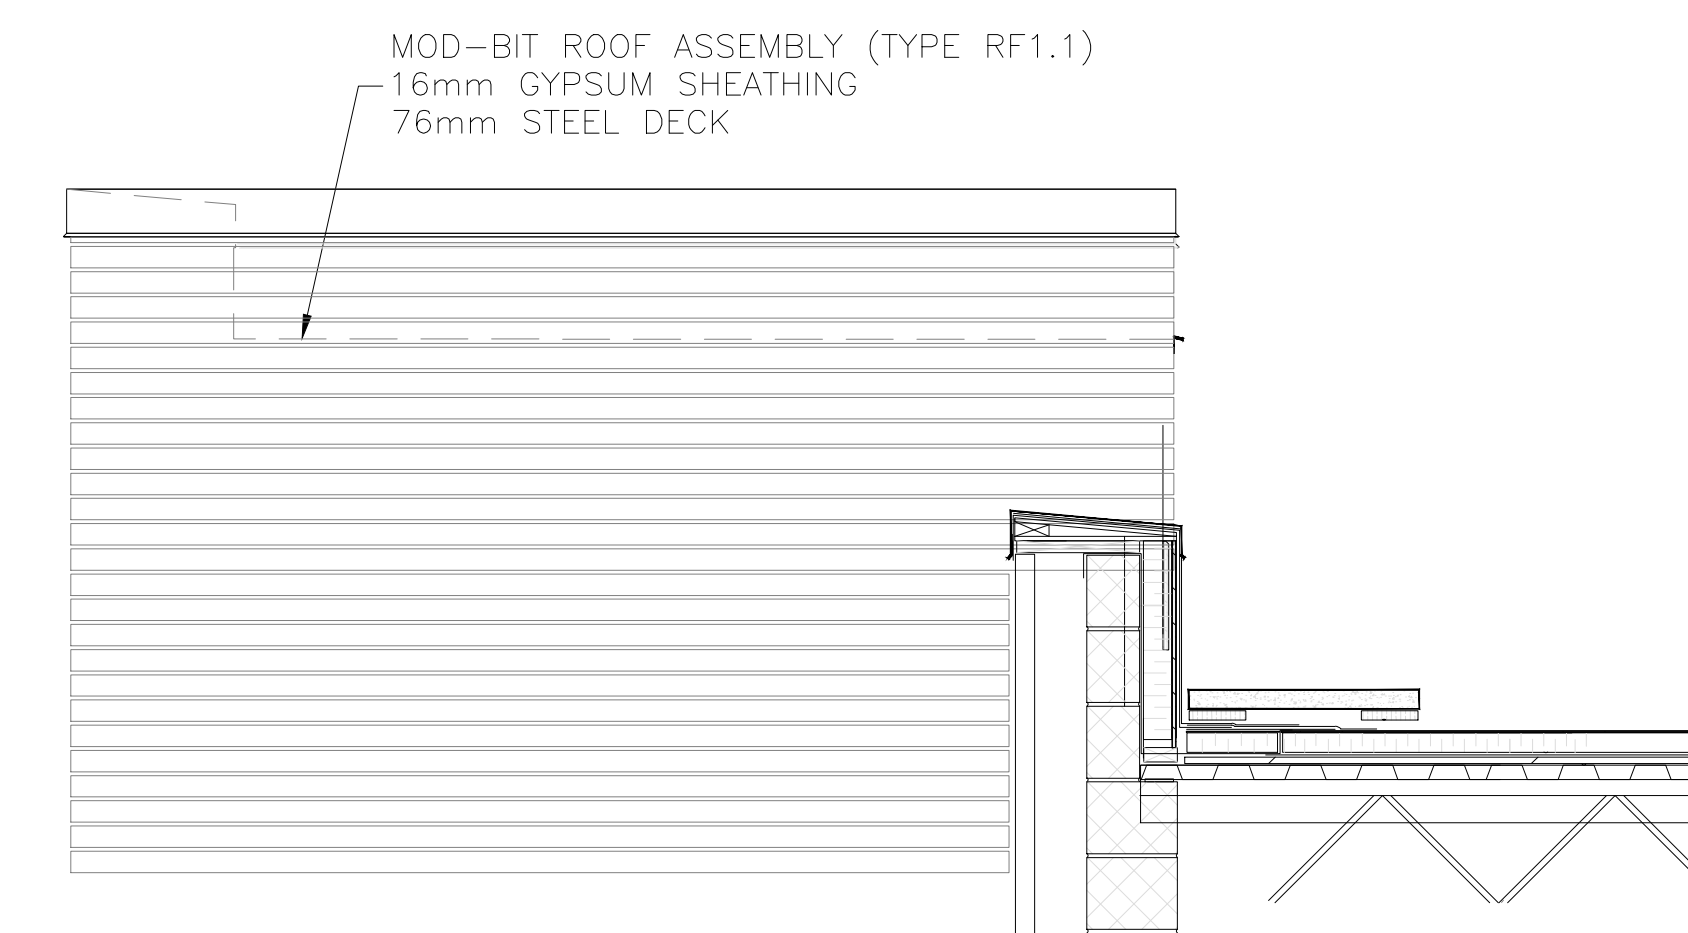 MOD-BIT ROOF ASSEMBLY (TYPE RF1.1)
16mm GYPSUM SHEATHING
76mm STEEL DECK